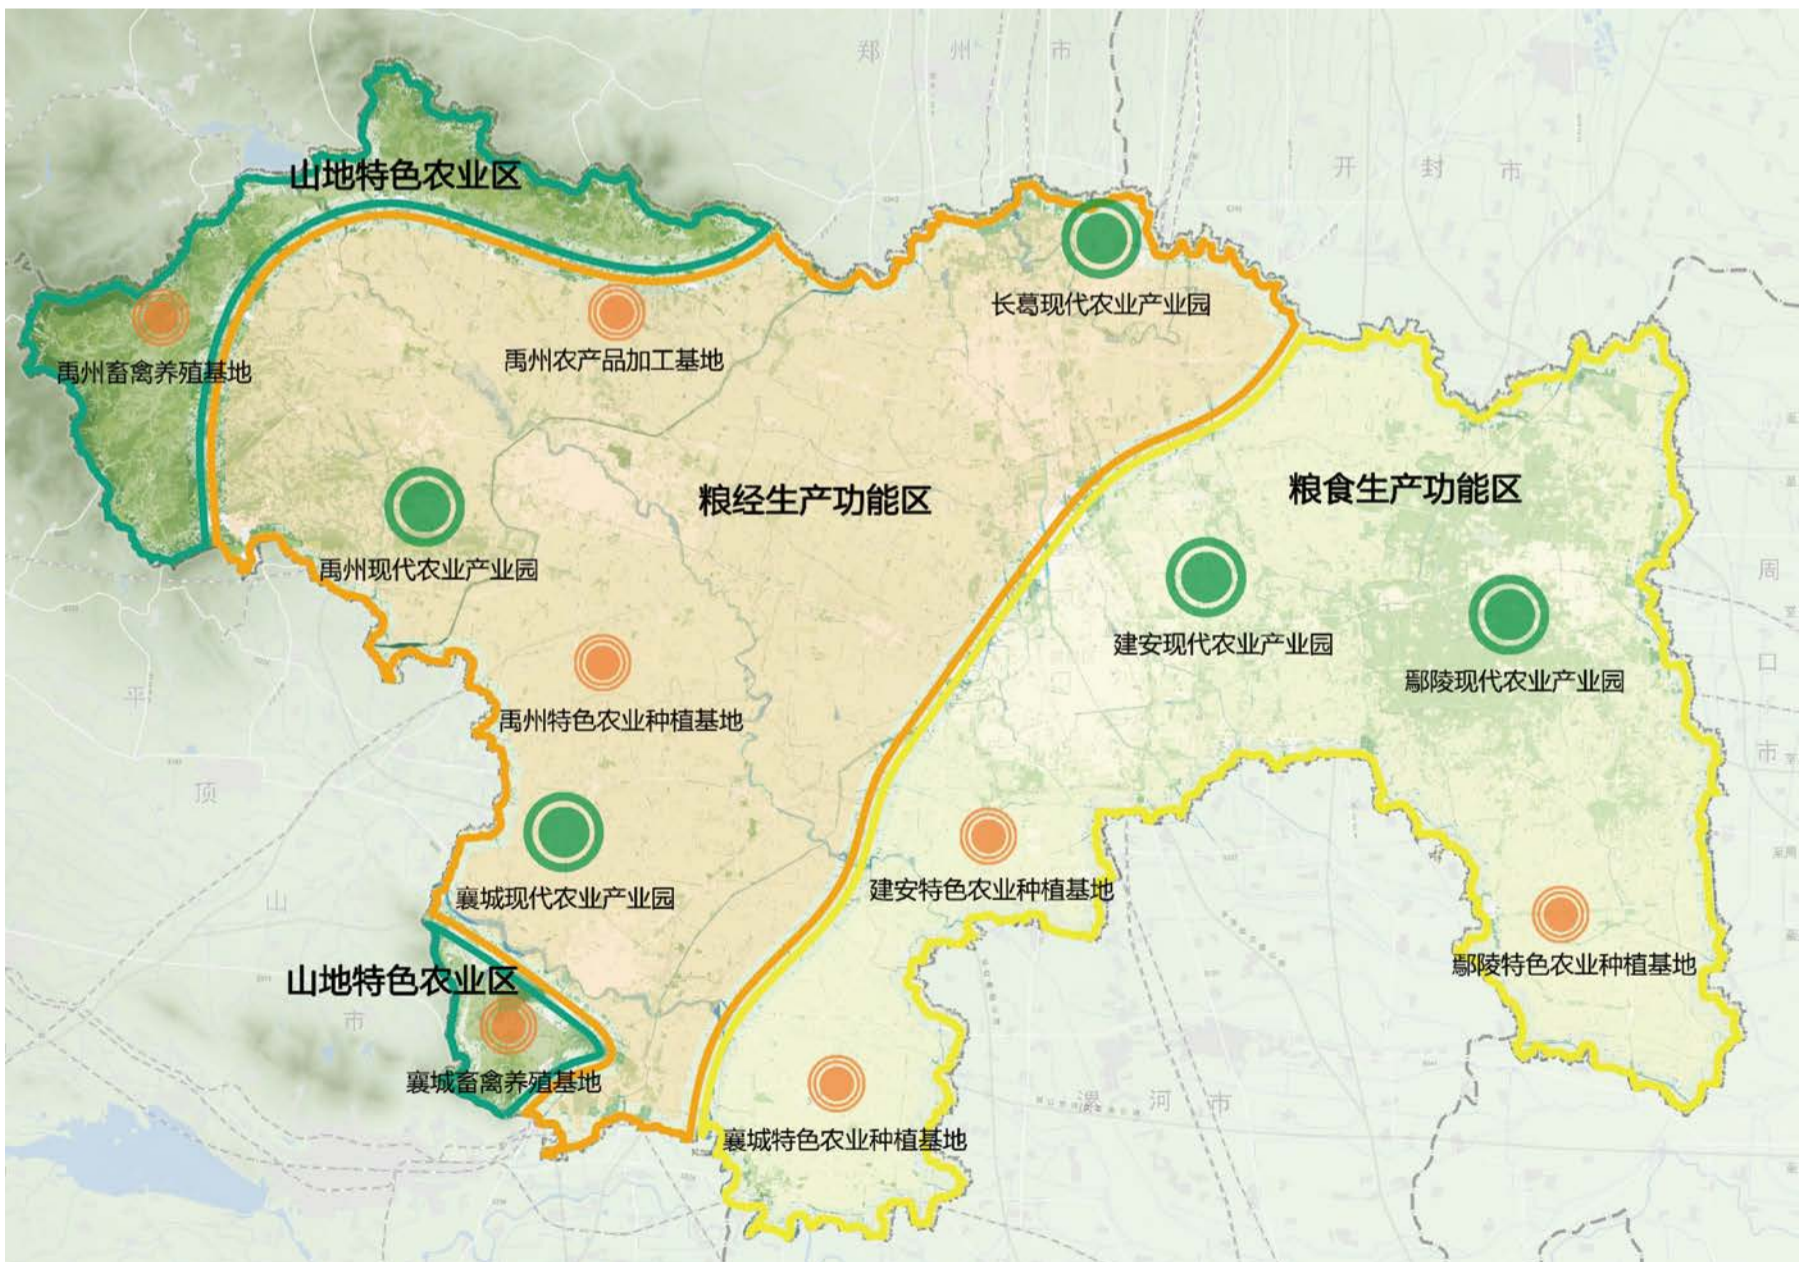 郑州市
开封市
山地特色农业区
长葛现代农业产业园
禹州畜禽养殖基地
禹州农产品加工基地
粮经生产功能区
粮食生产功能区
禹州现代农业产业园
周口市
建安现代农业产业园
鄢陵现代农业产业园
禹州特色农业种植基地
平顶山市
襄城现代农业产业园
建安特色农业种植基地
鄢陵特色农业种植基地
山地特色农业区
襄城畜禽养殖基地
漯河市
襄城特色农业种植基地